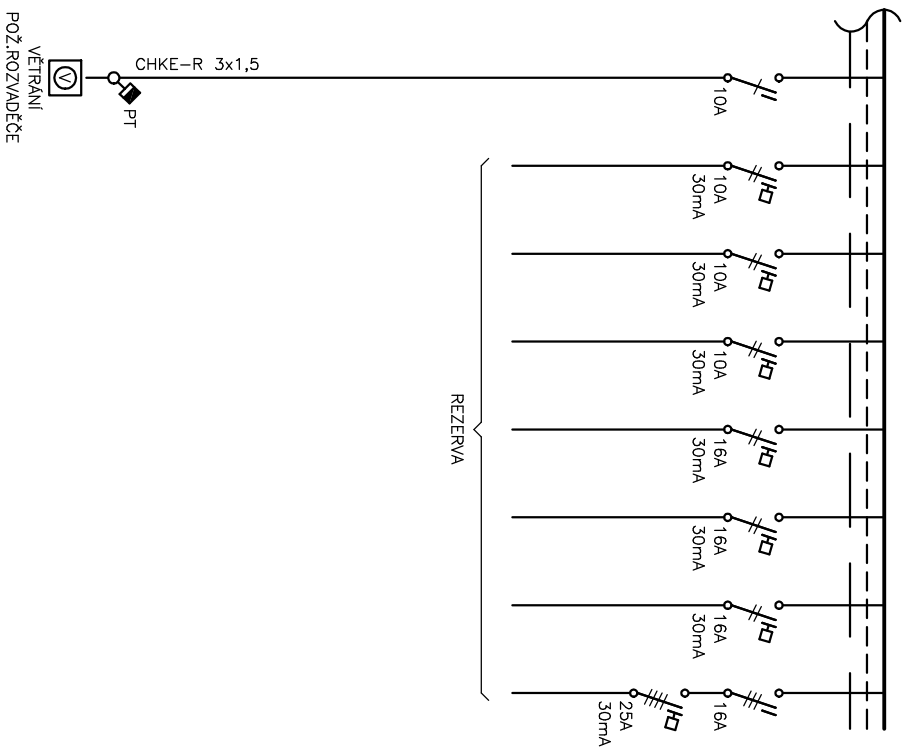 CHKE-R 3x1,5
PT
VĚTRÁNÍ
POŽ.ROZVADĚČE
10A
10A
30mA
10A
30mA
10A
30mA
16A
30mA
16A
30mA
16A
30mA
16A
25A
30mA
REZERVA
V